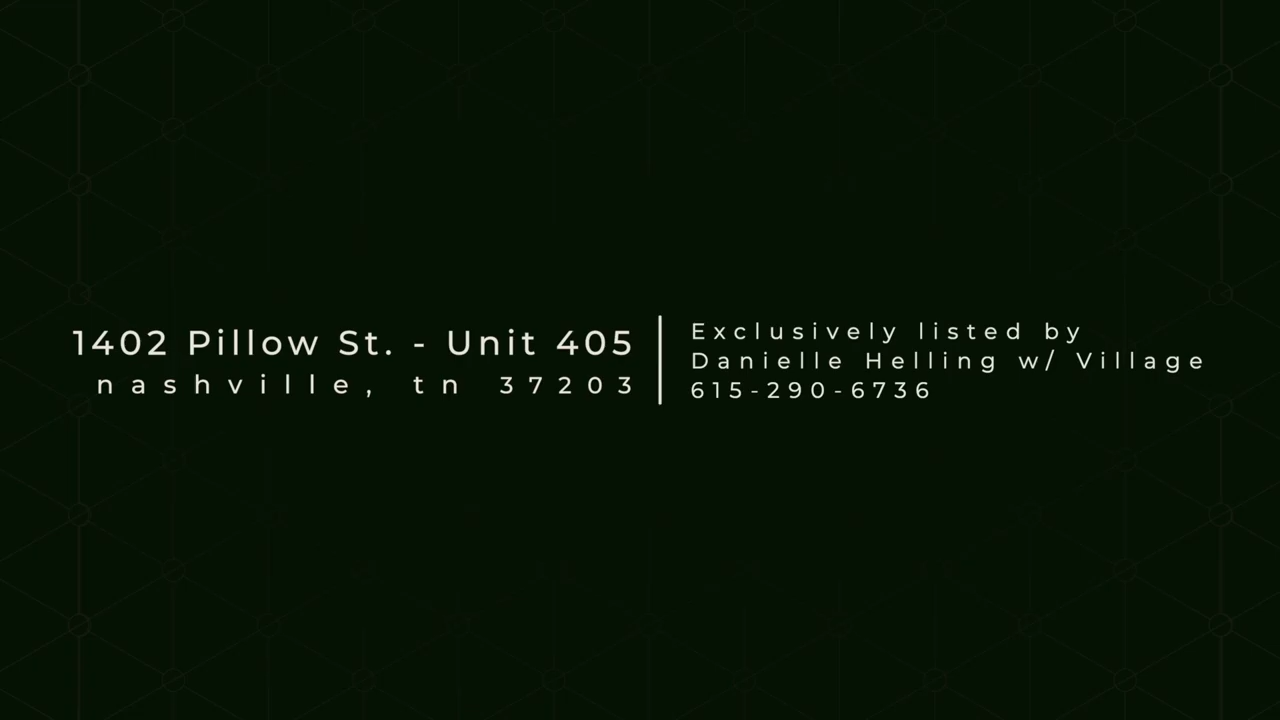 1402 Pillow St. - Unit 405
nashville, tn 37203
Exclusively listed by
Danielle Helling w/ Village
615-290-6736